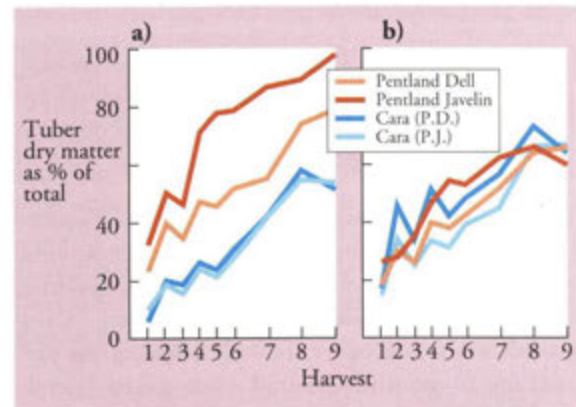 a)
b)
100
80
60
40
20
0
Tuber
dry matter
as % of
total
Pentland Dell
Pentland Javelin
Cara (P.D.)
Cara (P.J.)
1 2 3 4 5 6 7 8 9
1 2 3 4 5 6 7 8 9
Harvest